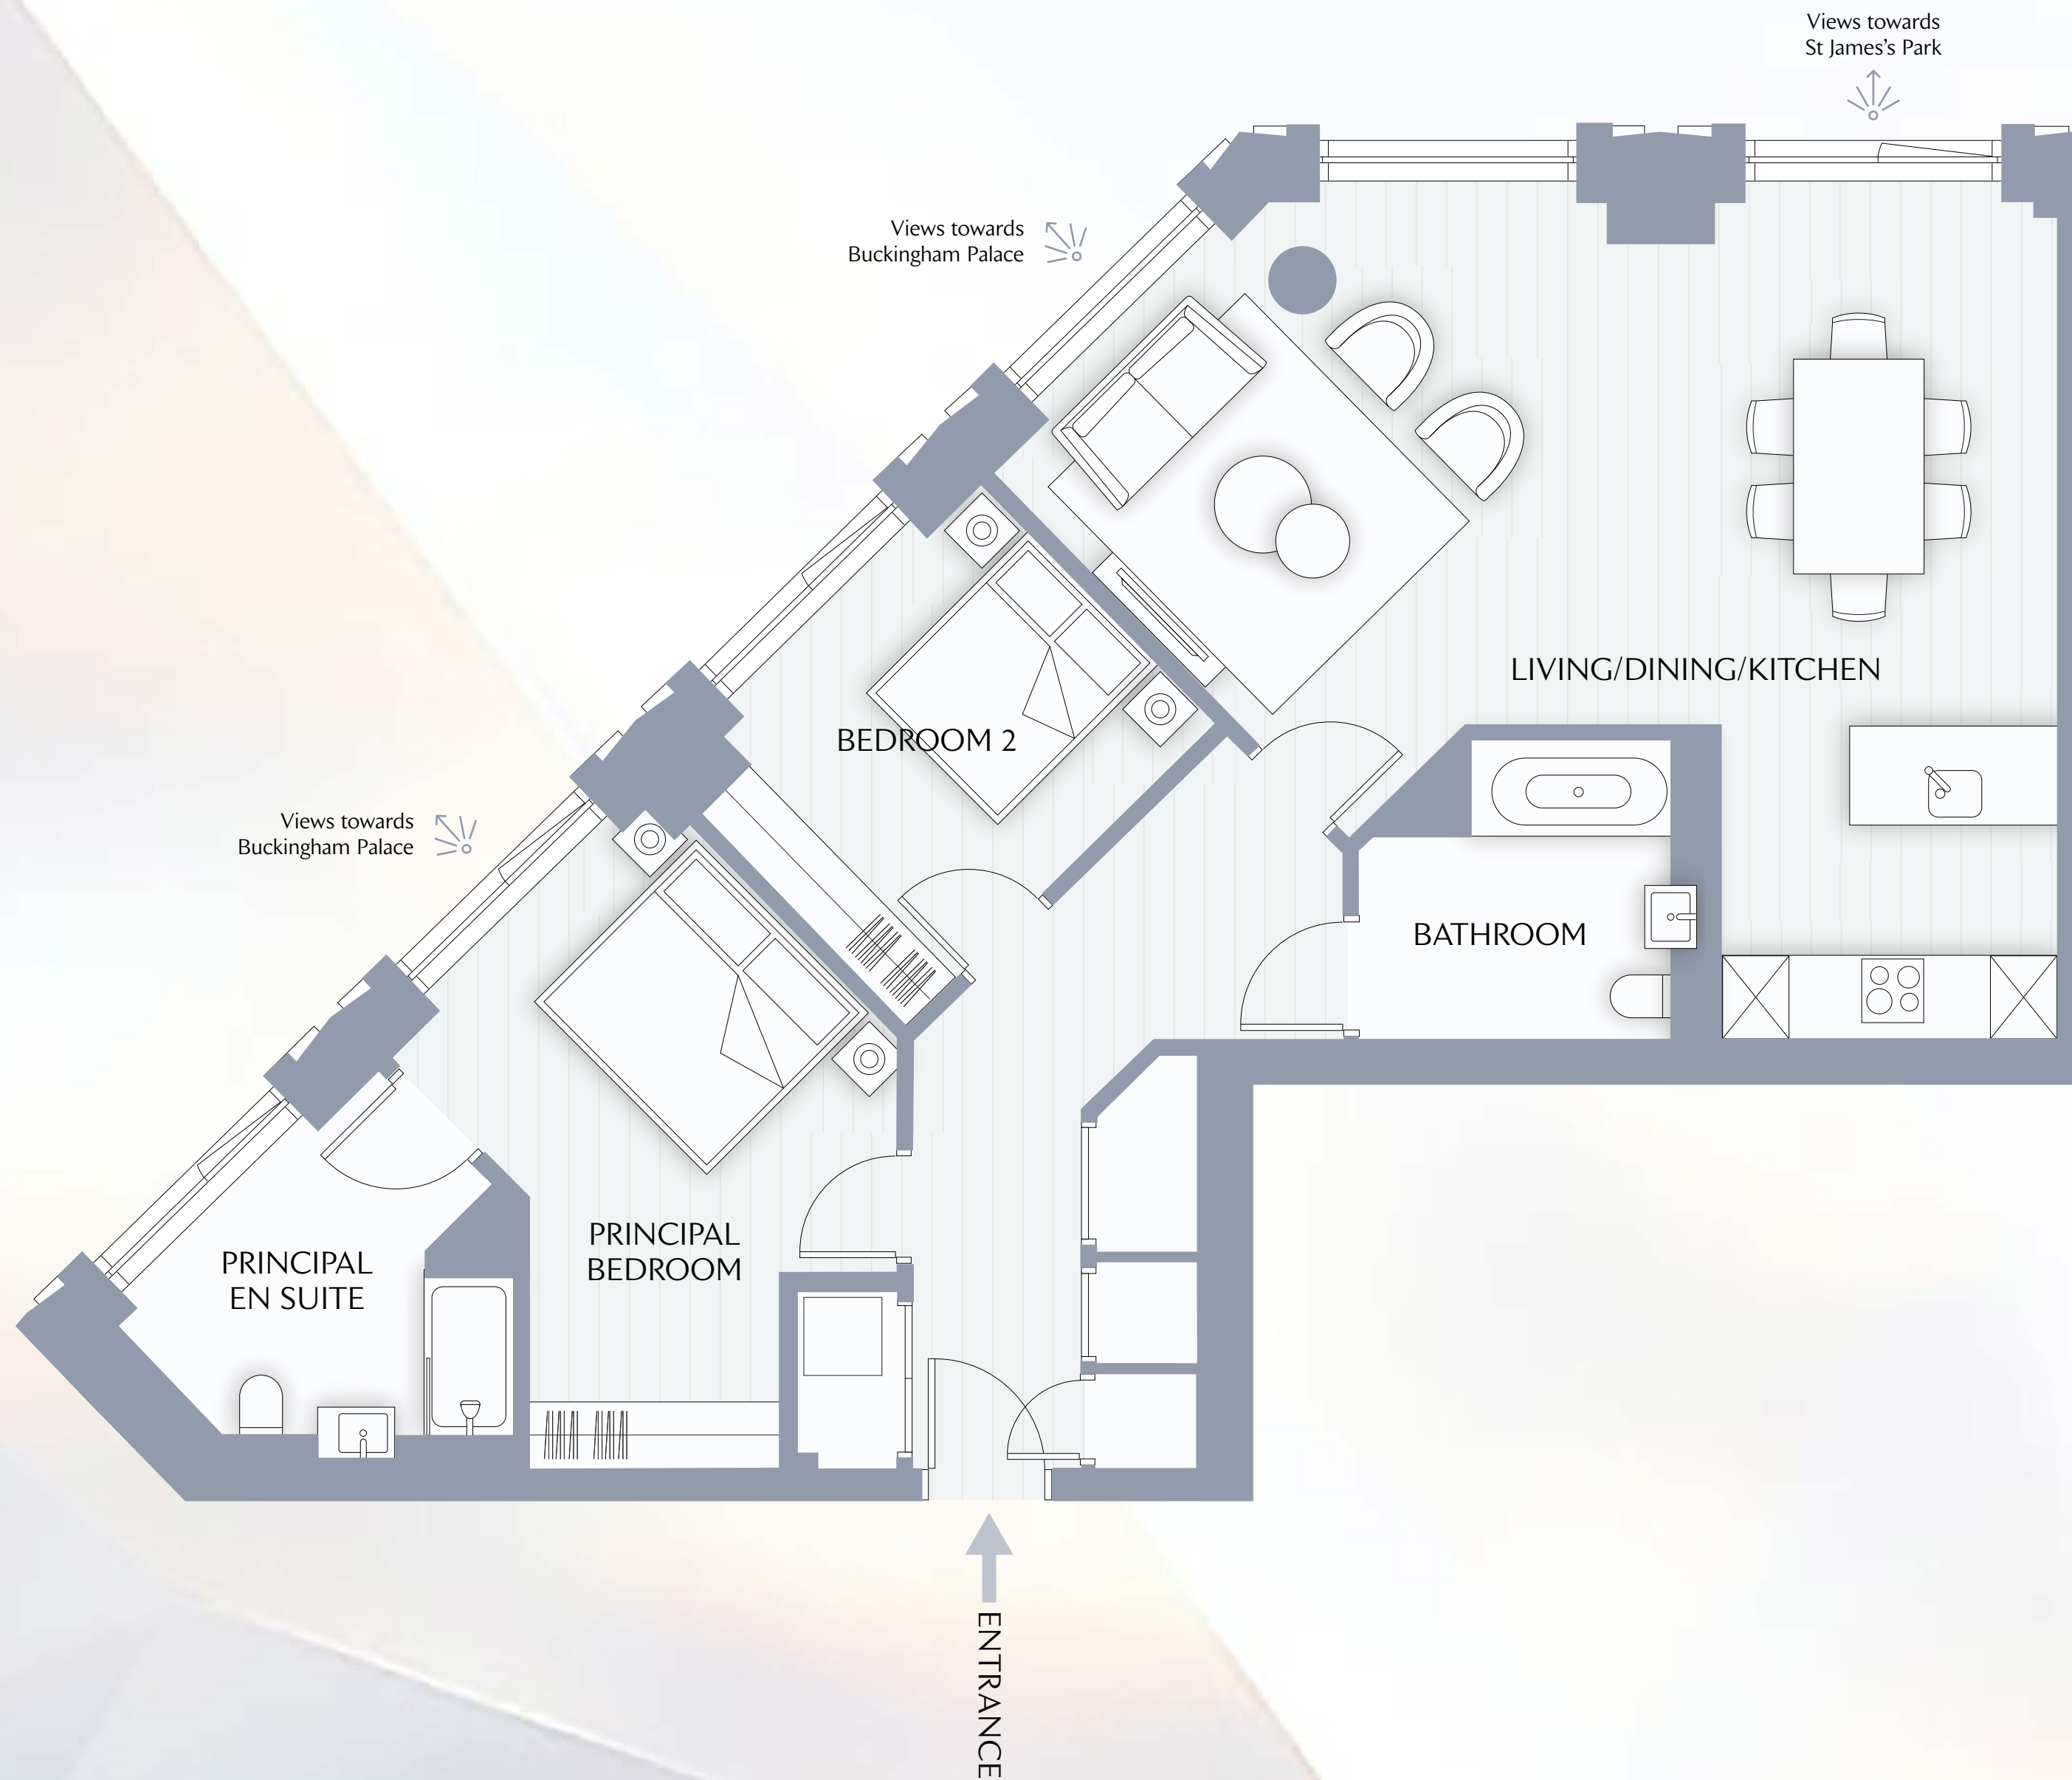 Views towards
St James’s Park
Views towards
Buckingham Palace
LIVING/DINING/KITCHEN
BEDROOM 2
Views towards
Buckingham Palace
BATHROOM
PRINCIPAL
BEDROOM
PRINCIPAL
EN SUITE
ENTRANCE